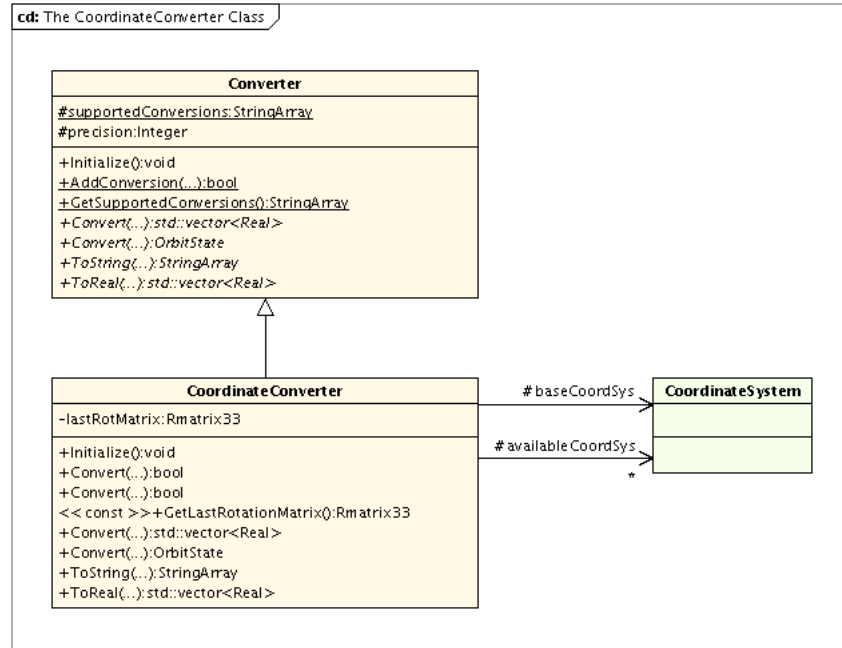 cd: The CoordinateConverter Class
Converter
#supportedConversions:StringArray
#precision:Integer
+Initialize():void
+AddConversion(...):bool
+GetSupportedConversions():StringArray
+Convert(...):std::vector<Real>
+Convert(...):OrbitState
+ToString(...):StringArray
+ToReal(...):std::vector<Real>
CoordinateConverter
-lastRotMatrix:Rmatrix33
+Initialize():void
+Convert(...):bool
+Convert(...):bool
<< const >>+GetLastRotationMatrix():Rmatrix33
+Convert(...):std::vector<Real>
+Convert(...):OrbitState
+ToString(...):StringArray
+ToReal(...):std::vector<Real>
#baseCoordSys
#availableCoordSys
*
CoordinateSystem